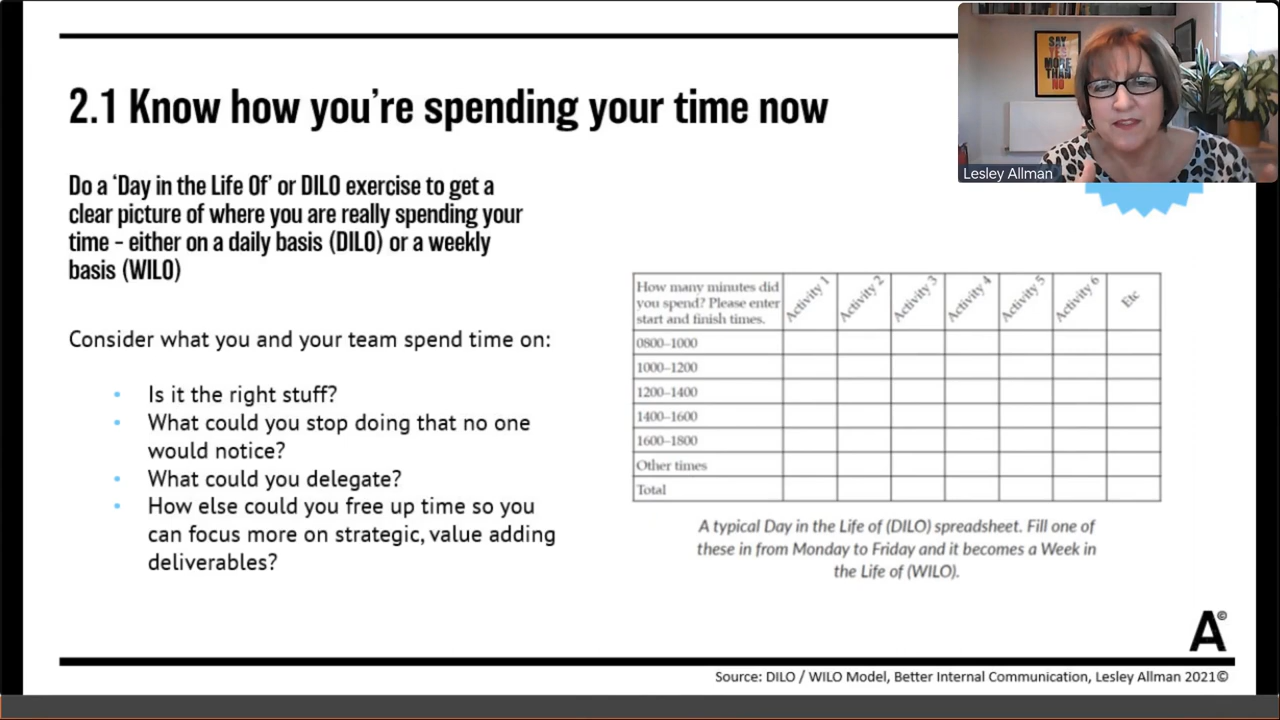 2.1 Know how you're spending your time now
Do a 'Day in the Life Of' or DILO exercise to get a
clear picture of where you are really spending your
time - either on a daily basis (DILO) or a weekly
basis (WILO)
Consider what you and your team spend time on:
• Is it the right stuff?
• What could you stop doing that no one
would notice?
• What could you delegate?
• How else could you free up time so you
can focus more on strategic, value adding
deliverables?
SAY
YES
MORE
THAN
NO
Lesley Allman
How many minutes did
you spend? Please enter
start and finish times.
Activity 1
Activity 2
Activity 3
Activity 4
Activity 5
Activity 6
Etc
0800–1000
1000–1200
1200–1400
1400–1600
1600–1800
Other times
Total
A typical Day in the Life of (DILO) spreadsheet. Fill one of
these in from Monday to Friday and it becomes a Week in
the Life of (WILO).
A©
Source: DILO / WILO Model, Better Internal Communication, Lesley Allman 2021©